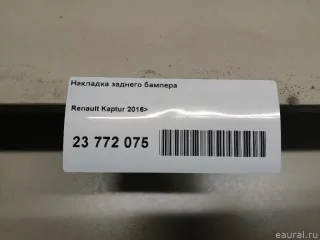 Накладка заднего бампера
Renault Kaptur 2016>
23 772 075
eaural.ru